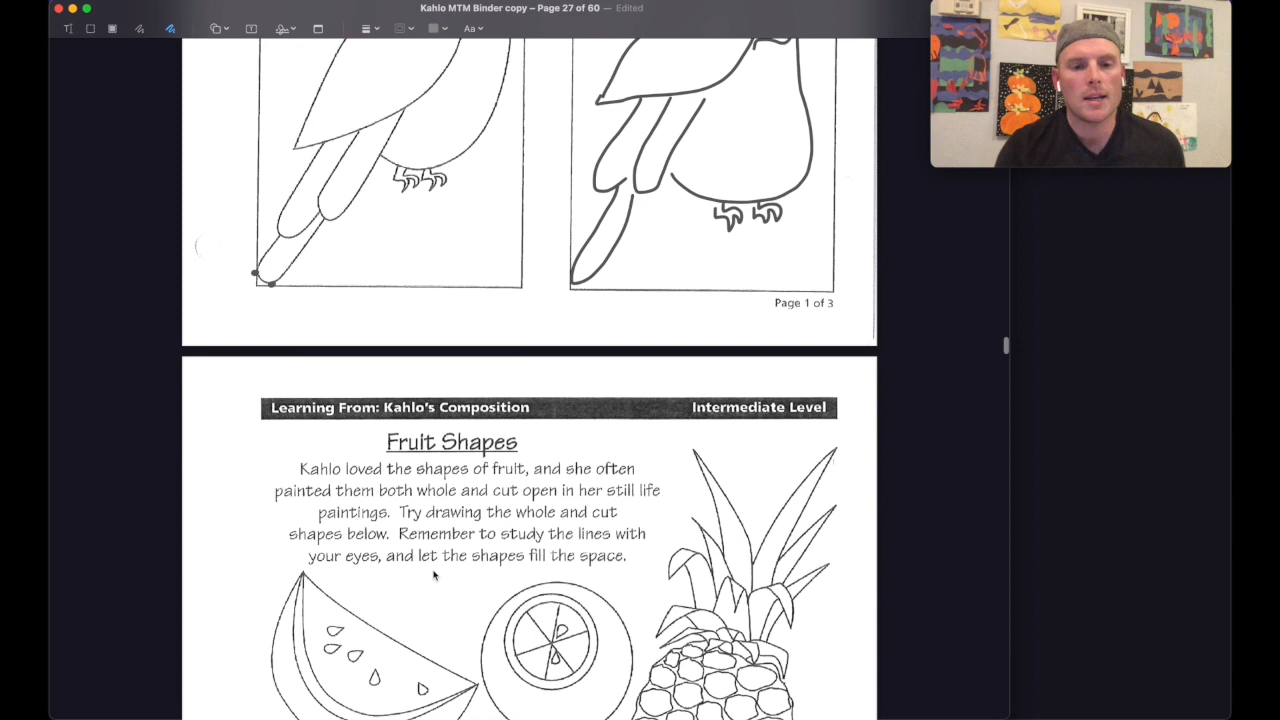 Kahlo MTM Binder copy – Page 27 of 60 — Edited
Aa
Page 1 of 3
Learning From: Kahlo's Composition Intermediate Level
Fruit Shapes
Kahlo loved the shapes of fruit, and she often
painted them both whole and cut open in her still life
paintings. Try drawing the whole and cut
shapes below. Remember to study the lines with
your eyes, and let the shapes fill the space.